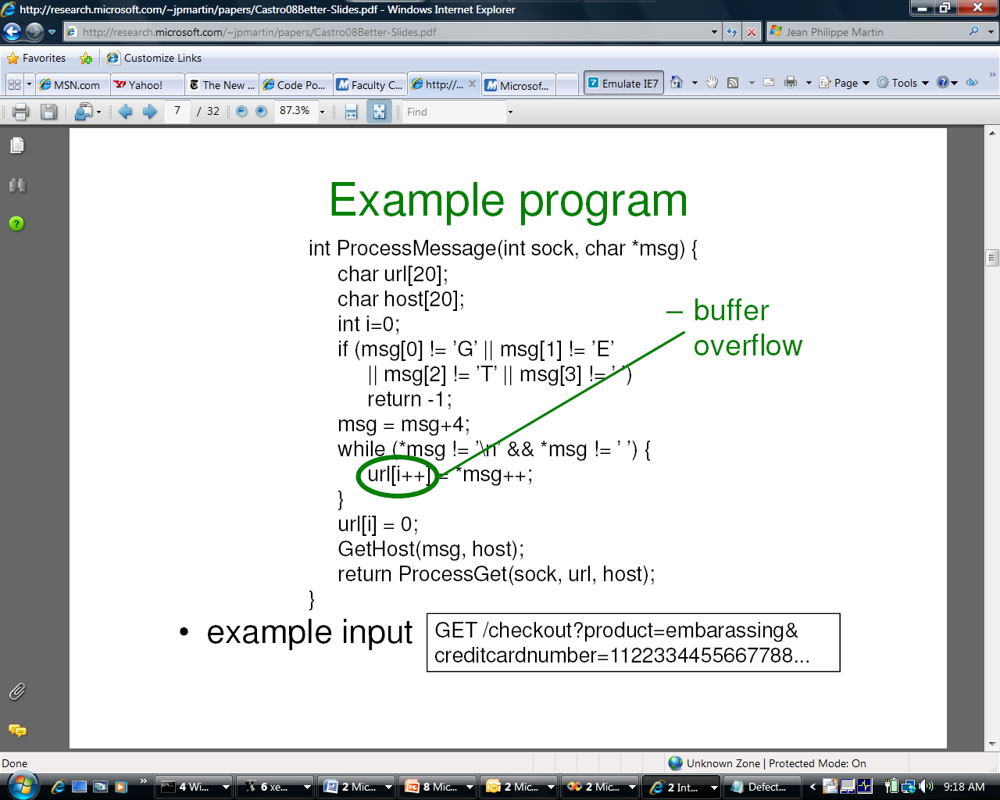 http://research.microsoft.com/~jpmartin/papers/Castro08Better-Slides.pdf - Windows Internet Explorer
http://research.microsoft.com/~jpmartin/papers/Castro08Better-Slides.pdf
Jean Philippe Martin
Favorites
Customize Links
MSN.com
Yahoo!
The New ...
Code Po...
Faculty C...
http://...
Microsof...
Emulate IE7
Page
Tools
7 / 32
87.3%
Find
Example program
int ProcessMessage(int sock, char *msg) {
char url[20];
char host[20];
int i=0;
if (msg[0] != 'G' || msg[1] != 'E'
|| msg[2] != 'T' || msg[3] != ' ')
return -1;
msg = msg+4;
while (*msg != '\n' && *msg != ' ') {
url[i++] = *msg++;
}
url[i] = 0;
GetHost(msg, host);
return ProcessGet(sock, url, host);
}
– buffer
overflow
• example input
GET /checkout?product=embarassing&
creditcardnumber=1122334455667788...
Done
Unknown Zone | Protected Mode: On
4 Wi...
6 xe...
2 Mic...
8 Mic...
2 Mic...
2 Mic...
2 Int...
Defect...
9:18 AM